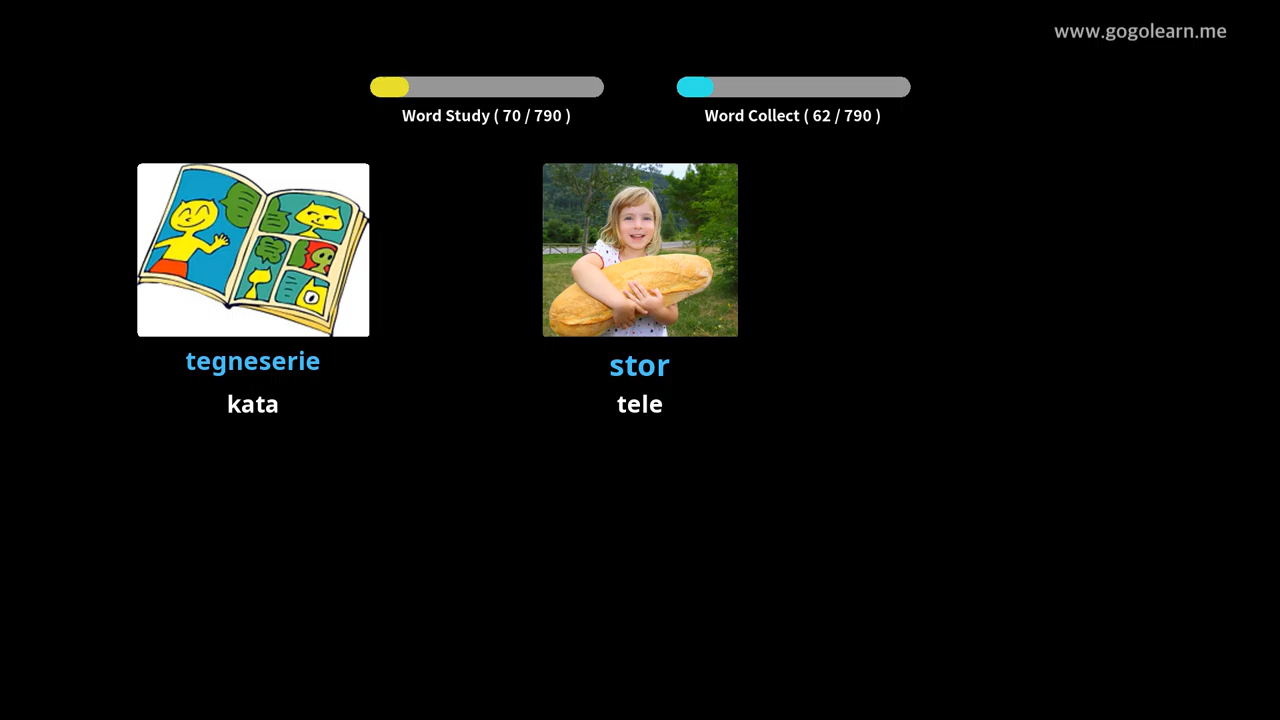 www.gogolearn.me
Word Study ( 70 / 790 )
Word Collect ( 62 / 790 )
tegneserie
kata
stor
tele